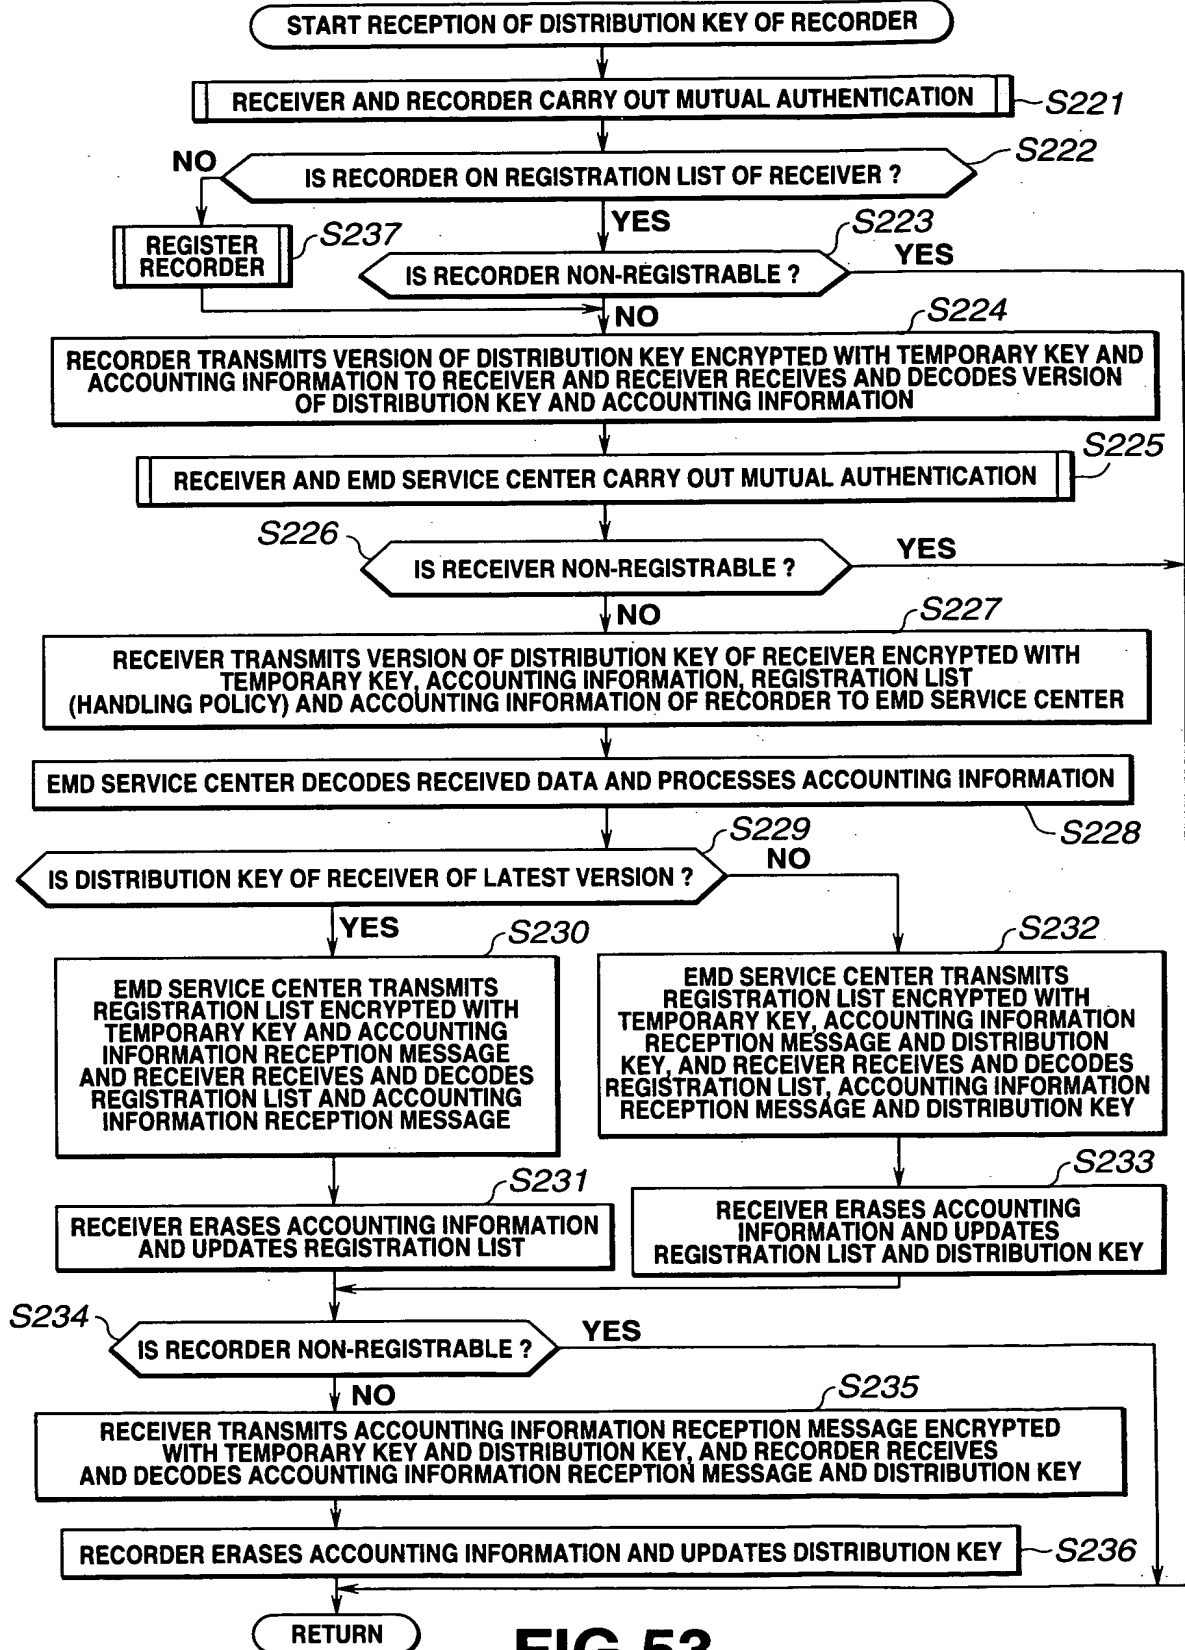 START RECEPTION OF DISTRIBUTION KEY OF RECORDER
RECEIVER AND RECORDER CARRY OUT MUTUAL AUTHENTICATION
S221
S222
NO
IS RECORDER ON REGISTRATION LIST OF RECEIVER ?
YES
S237
REGISTER
RECORDER
S223
YES
IS RECORDER NON-REGISTRABLE ?
NO
S224
RECORDER TRANSMITS VERSION OF DISTRIBUTION KEY ENCRYPTED WITH TEMPORARY KEY AND
ACCOUNTING INFORMATION TO RECEIVER AND RECEIVER RECEIVES AND DECODES VERSION
OF DISTRIBUTION KEY AND ACCOUNTING INFORMATION
S225
RECEIVER AND EMD SERVICE CENTER CARRY OUT MUTUAL AUTHENTICATION
S226
YES
IS RECEIVER NON-REGISTRABLE ?
NO
S227
RECEIVER TRANSMITS VERSION OF DISTRIBUTION KEY OF RECEIVER ENCRYPTED WITH
TEMPORARY KEY, ACCOUNTING INFORMATION, REGISTRATION LIST
(HANDLING POLICY) AND ACCOUNTING INFORMATION OF RECORDER TO EMD SERVICE CENTER
EMD SERVICE CENTER DECODES RECEIVED DATA AND PROCESSES ACCOUNTING INFORMATION
S228
S229
NO
IS DISTRIBUTION KEY OF RECEIVER OF LATEST VERSION ?
YES
S230
EMD SERVICE CENTER TRANSMITS
REGISTRATION LIST ENCRYPTED WITH
TEMPORARY KEY AND ACCOUNTING
INFORMATION RECEPTION MESSAGE
AND RECEIVER RECEIVES AND DECODES
REGISTRATION LIST AND ACCOUNTING
INFORMATION RECEPTION MESSAGE
S232
EMD SERVICE CENTER TRANSMITS
REGISTRATION LIST ENCRYPTED WITH
TEMPORARY KEY, ACCOUNTING INFORMATION
RECEPTION MESSAGE AND DISTRIBUTION
KEY, AND RECEIVER RECEIVES AND DECODES
REGISTRATION LIST, ACCOUNTING INFORMATION
RECEPTION MESSAGE AND DISTRIBUTION KEY
S231
RECEIVER ERASES ACCOUNTING INFORMATION
AND UPDATES REGISTRATION LIST
S233
RECEIVER ERASES ACCOUNTING
INFORMATION AND UPDATES
REGISTRATION LIST AND DISTRIBUTION KEY
S234
YES
IS RECORDER NON-REGISTRABLE ?
NO
S235
RECEIVER TRANSMITS ACCOUNTING INFORMATION RECEPTION MESSAGE ENCRYPTED
WITH TEMPORARY KEY AND DISTRIBUTION KEY, AND RECORDER RECEIVES
AND DECODES ACCOUNTING INFORMATION RECEPTION MESSAGE AND DISTRIBUTION KEY
RECORDER ERASES ACCOUNTING INFORMATION AND UPDATES DISTRIBUTION KEY
S236
RETURN
FIG.53